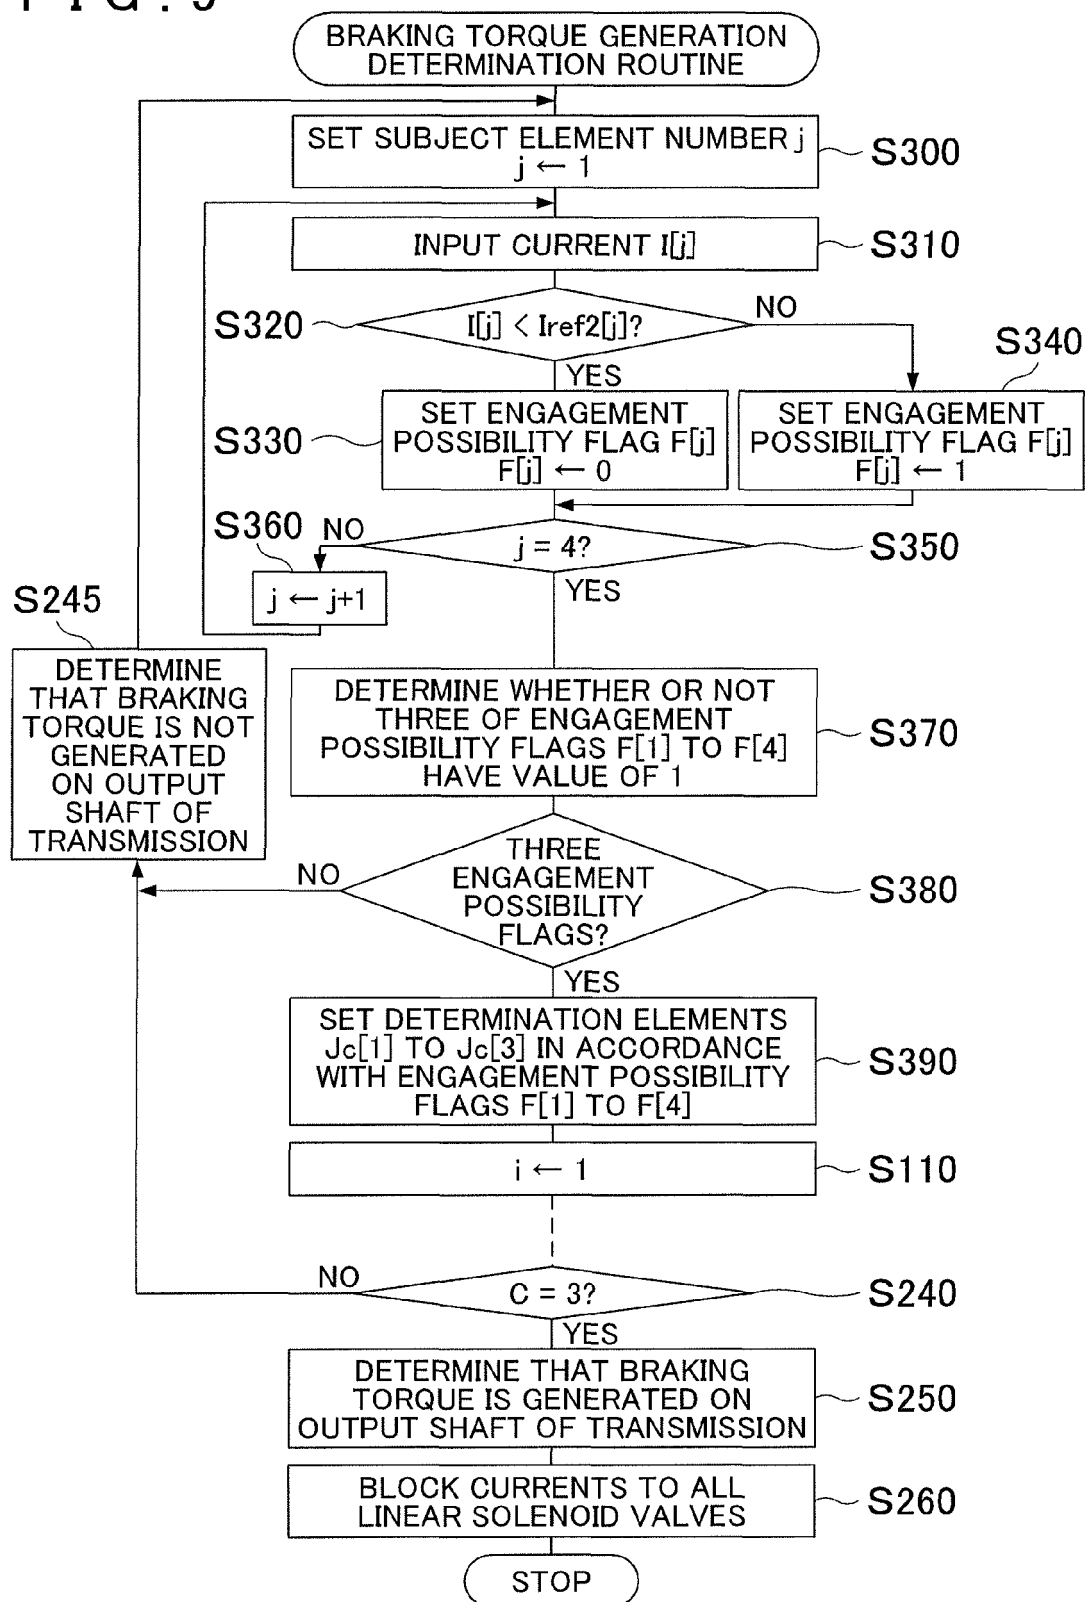 BRAKING TORQUE GENERATION
DETERMINATION ROUTINE
SET SUBJECT ELEMENT NUMBER j
j ← 1
S300
INPUT CURRENT I[j]
S310
S320
I[j] < Iref2[j]?
NO
YES
S340
S330
SET ENGAGEMENT
POSSIBILITY FLAG F[j]
F[j] ← 0
SET ENGAGEMENT
POSSIBILITY FLAG F[j]
F[j] ← 1
S360
NO
j = 4?
S350
YES
j ← j+1
S245
DETERMINE
THAT BRAKING
TORQUE IS NOT
GENERATED
ON OUTPUT
SHAFT OF
TRANSMISSION
DETERMINE WHETHER OR NOT
THREE OF ENGAGEMENT
POSSIBILITY FLAGS F[1] TO F[4]
HAVE VALUE OF 1
S370
NO
THREE
ENGAGEMENT
POSSIBILITY
FLAGS?
S380
YES
SET DETERMINATION ELEMENTS
Jc[1] TO Jc[3] IN ACCORDANCE
WITH ENGAGEMENT POSSIBILITY
FLAGS F[1] TO F[4]
S390
i ← 1
S110
NO
C = 3?
S240
YES
DETERMINE THAT BRAKING
TORQUE IS GENERATED ON
OUTPUT SHAFT OF TRANSMISSION
S250
BLOCK CURRENTS TO ALL
LINEAR SOLENOID VALVES
S260
STOP